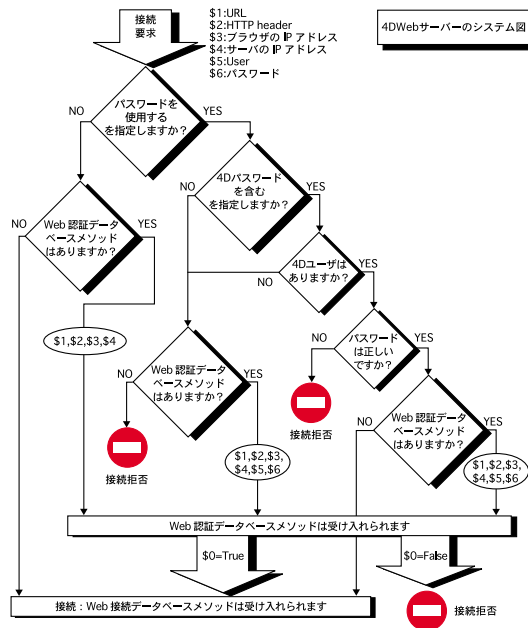 接続
要求
$1:URL
$2:HTTP header
$3:ブラウザの IP アドレス
$4:サーバの IP アドレス
$5:User
$6:パスワード
4DWebサーバーのシステム図
パスワードを
使用する
を指定しますか？
NO
YES
4Dパスワード
を含む
を指定しますか？
NO
YES
Web 認証データ
ベースメソッド
はありますか？
NO
YES
4Dユーザは
ありますか？
NO
YES
$1,$2,$3,$4
パスワード
は正しい
ですか？
NO
YES
Web 認証データ
ベースメソッド
はありますか？
NO
YES
接続拒否
接続拒否
Web 認証データ
ベースメソッド
はありますか？
NO
YES
$1,$2,$3,
$4,$5,$6
$1,$2,$3,
$4,$5,$6
Web 認証データベースメソッドは受け入れられます
$0=True
$0=False
接続：Web 接続データベースメソッドは受け入れられます
接続拒否